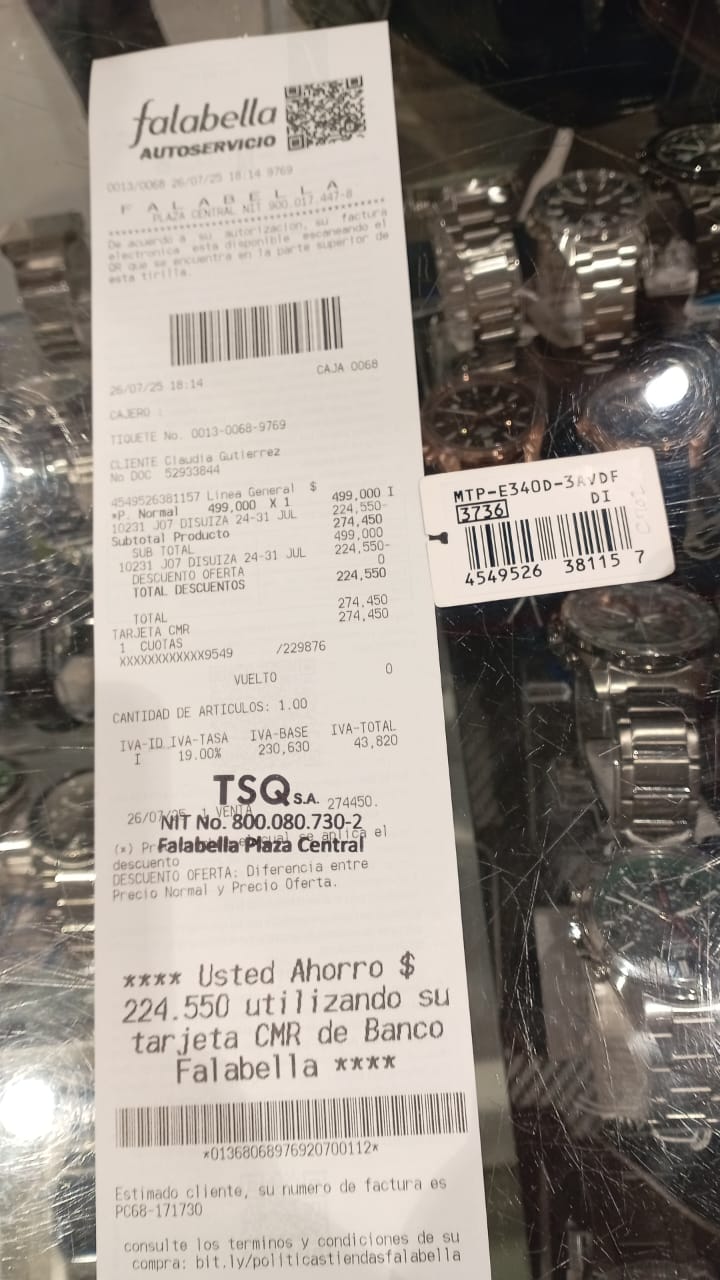 falabella
AUTOSERVICIO
0013/0068 26/07/25 18:14 9769
F A L A B E L L A
PLAZA CENTRAL NIT 900.017.447-8
De acuerdo a su autorizacion, su factura
electronica esta disponible escaneando el
QR que se encuentra en la parte superior de
esta tirilla.
26/07/25 18:14 CAJA 0068
CAJERO :
TIQUETE No. 0013-0068-9769
CLIENTE Claudia Gutierrez
No DOC 52933844
4549526381157 Linea General $ 499,000 I
*P. Normal 499,000 X 1 224,550-
10231 J07 DISUIZA 24-31 JUL 274,450
Subtotal Producto 499,000
SUB TOTAL 224,550-
10231 J07 DISUIZA 24-31 JUL 0
DESCUENTO OFERTA 224,550
TOTAL DESCUENTOS
274,450
TOTAL 274,450
TARJETA CMR
1 CUOTAS /229876
XXXXXXXXXXXX9549
VUELTO 0
CANTIDAD DE ARTICULOS: 1.00
IVA-ID IVA-TASA IVA-BASE IVA-TOTAL
I 19.00% 230,630 43,820
TSQ S.A.
26/07/25 1 VENTA 274450.
NIT No. 800.080.730-2
Falabella Plaza Central
(*) se aplica el
descuento
DESCUENTO OFERTA: Diferencia entre
Precio Normal y Precio Oferta.
**** Usted Ahorro $
224.550 utilizando su
tarjeta CMR de Banco
Falabella ****
*01368068976920700112*
Estimado cliente, su numero de factura es
PC68-171730
consulte los terminos y condiciones de su
compra: bit.ly/politicastiendasfalabella
MTP-E340D-3AVDF
3736 DI
4549526 38115 7